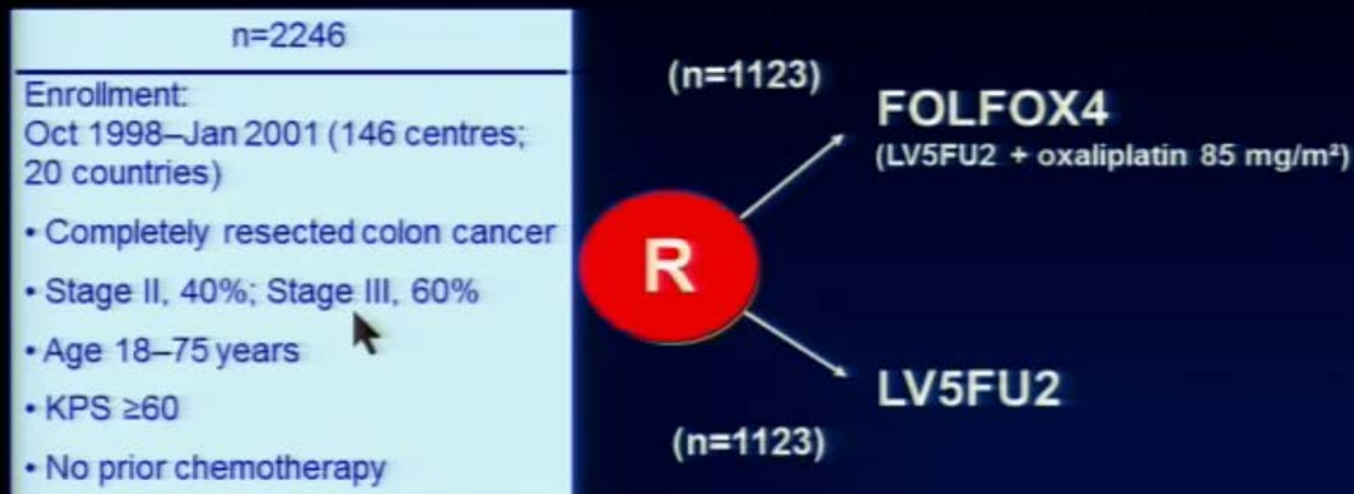 n=2246
Enrollment:
Oct 1998–Jan 2001 (146 centres;
20 countries)
• Completely resected colon cancer
• Stage II, 40%; Stage III, 60%
• Age 18–75 years
• KPS ≥60
• No prior chemotherapy
R
(n=1123)
FOLFOX4
(LV5FU2 + oxaliplatin 85 mg/m²)
LV5FU2
(n=1123)